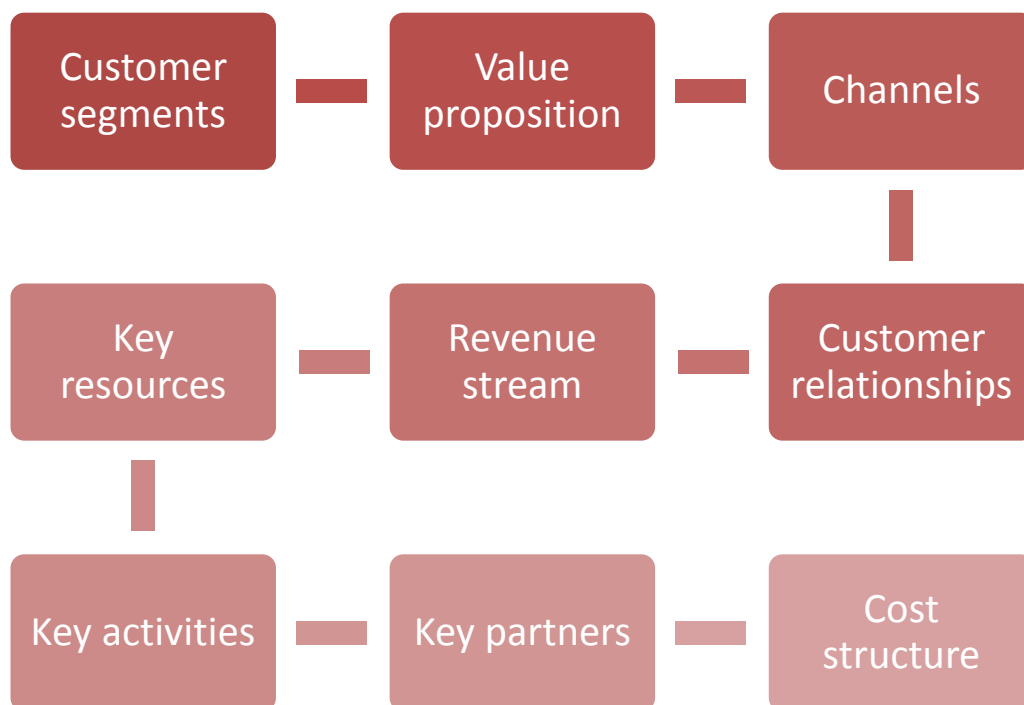 Customer
segments
Value
proposition
Channels
Customer
relationships
Revenue
stream
Key
resources
Key activities
Key partners
Cost
structure